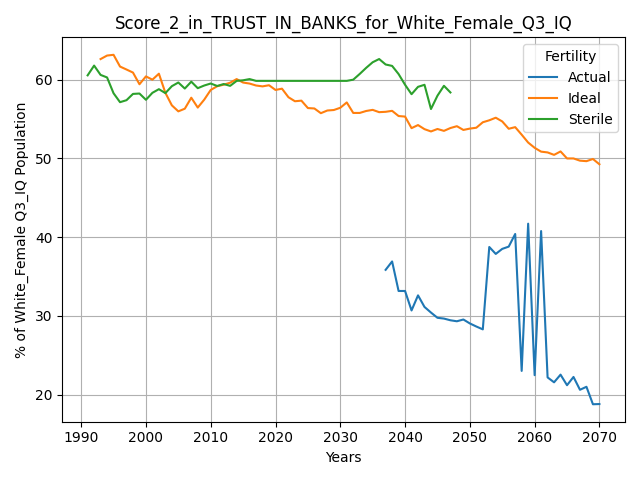 Score_2_in_TRUST_IN_BANKS_for_White_Female_Q3_IQ
Fertility
Actual
Ideal
Sterile
% of White_Female Q3_IQ Population
60
50
40
30
20
1990 2000 2010 2020 2030 2040 2050 2060 2070
Years